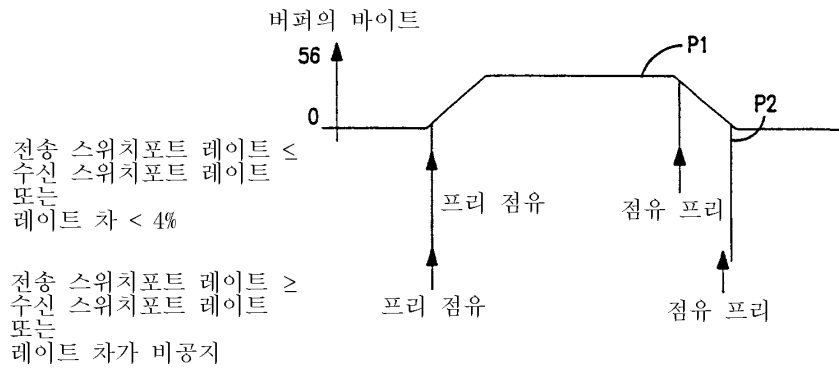 버퍼의 바이트
56
P1
0
P2
전송 스위치포트 레이트 ≤
수신 스위치포트 레이트
또는
레이트 차 < 4%
프리 점유
점유 프리
전송 스위치포트 레이트 ≥
수신 스위치포트 레이트
또는
레이트 차가 비공지
프리 점유
점유 프리